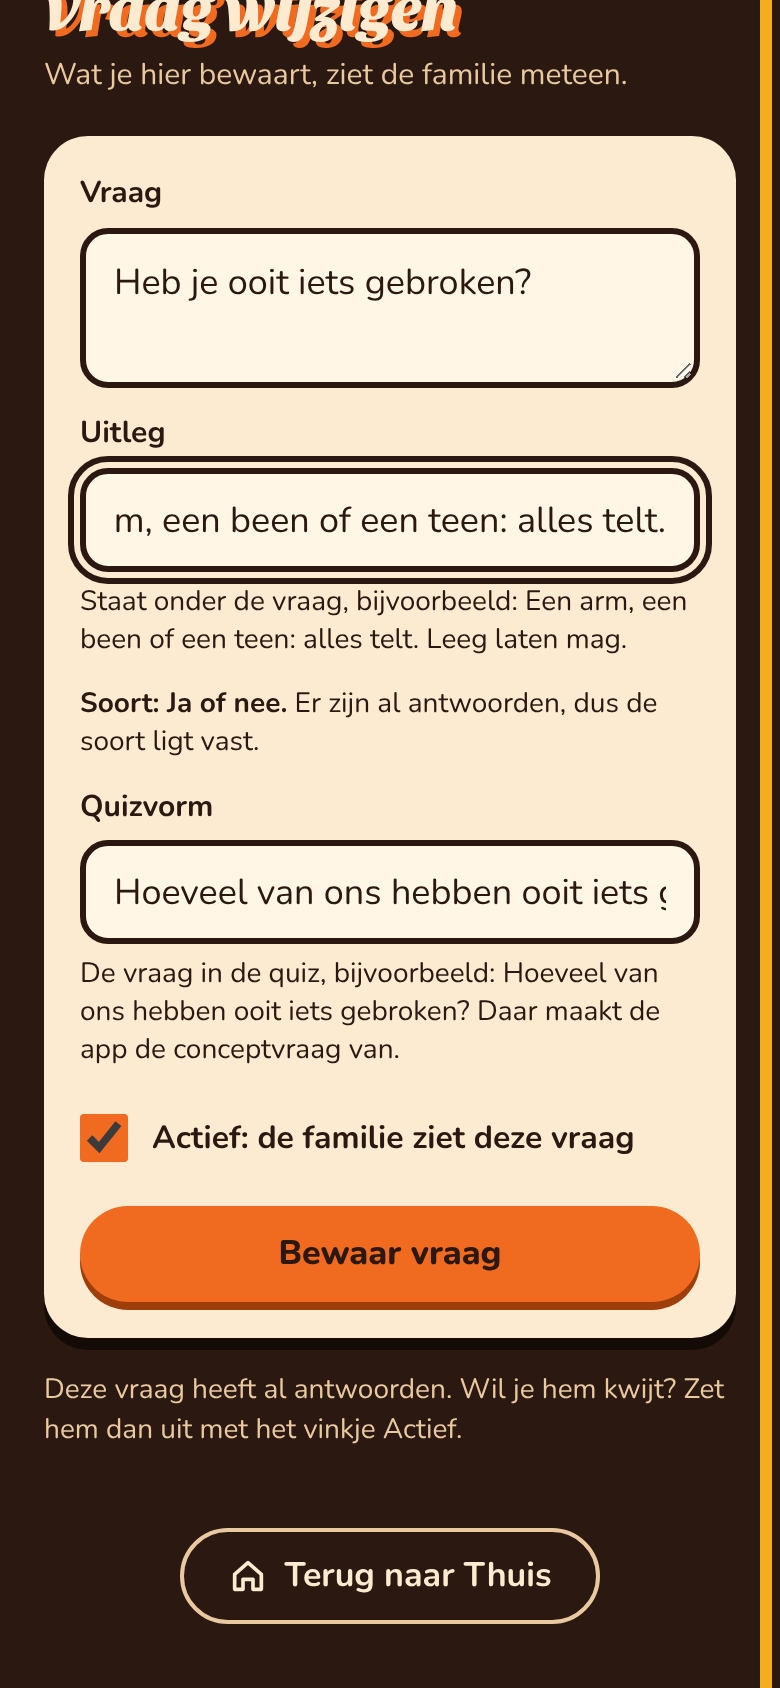 vraag wijzigen
Wat je hier bewaart, ziet de familie meteen.
Vraag
Heb je ooit iets gebroken?
Uitleg
m, een been of een teen: alles telt.
Staat onder de vraag, bijvoorbeeld: Een arm, een
been of een teen: alles telt. Leeg laten mag.
Soort: Ja of nee. Er zijn al antwoorden, dus de
soort ligt vast.
Quizvorm
Hoeveel van ons hebben ooit iets
De vraag in de quiz, bijvoorbeeld: Hoeveel van
ons hebben ooit iets gebroken? Daar maakt de
app de conceptvraag van.
Actief: de familie ziet deze vraag
Bewaar vraag
Deze vraag heeft al antwoorden. Wil je hem kwijt? Zet
hem dan uit met het vinkje Actief.
Terug naar Thuis